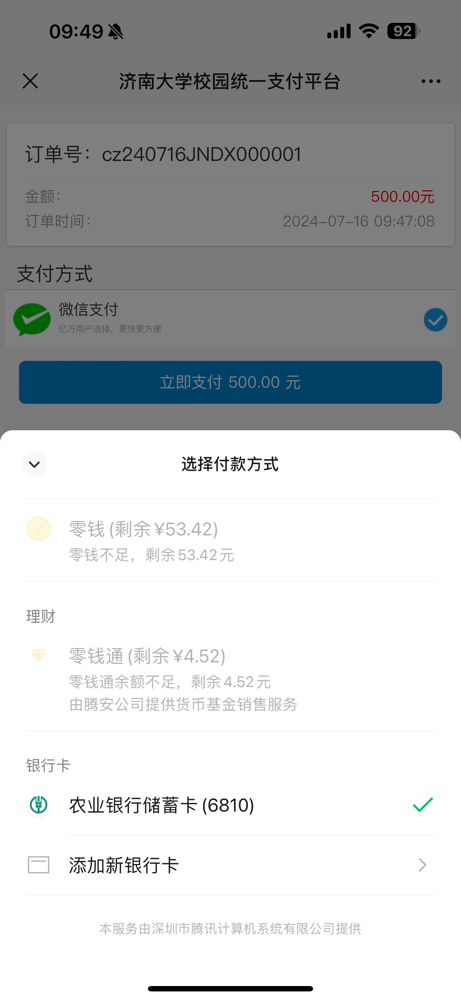 09:49
92
济南大学校园统一支付平台
订单号：cz240716JNDX000001
金额：
500.00元
订单时间：
2024-07-16 09:47:08
支付方式
微信支付
亿万用户选择，更快更方便
立即支付 500.00 元
选择付款方式
¥
零钱 (剩余 ¥53.42)
零钱不足，剩余 53.42 元
理财
零钱通 (剩余 ¥4.52)
零钱通余额不足，剩余 4.52 元
由腾安公司提供货币基金销售服务
银行卡
农业银行储蓄卡 (6810)
添加新银行卡
本服务由深圳市腾讯计算机系统有限公司提供